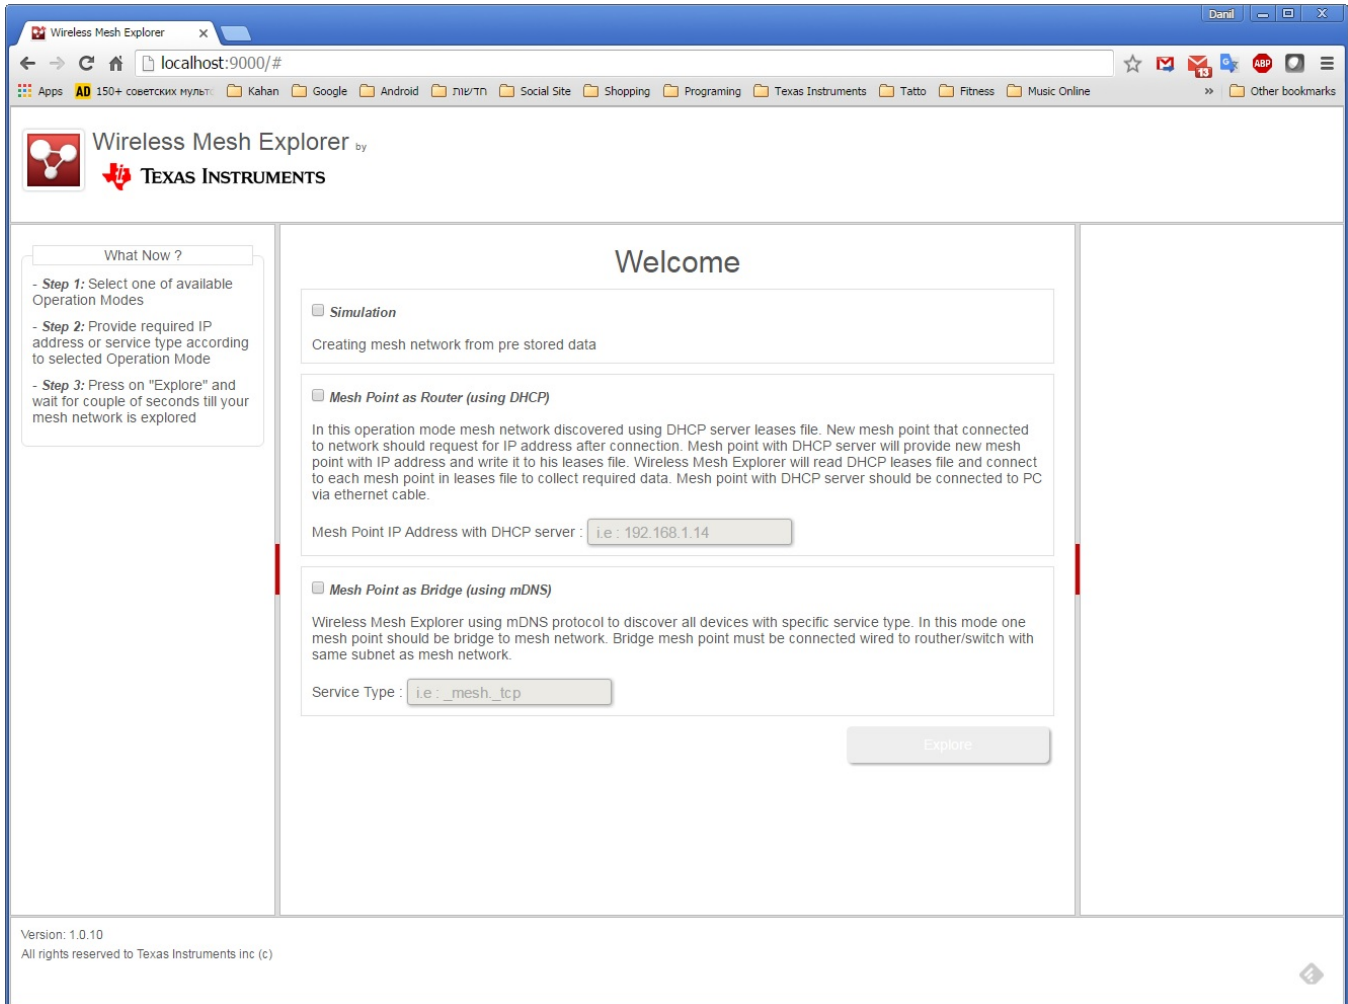 Danil
Wireless Mesh Explorer
localhost:9000/#
13
ABP
Apps
AD 150+ советских мульт
Kahan
Google
Android
חדשות
Social Site
Shopping
Programing
Texas Instruments
Tatto
Fitness
Music Online
»
Other bookmarks
Wireless Mesh Explorer by
TEXAS INSTRUMENTS
What Now ?
- Step 1: Select one of available
Operation Modes
- Step 2: Provide required IP
address or service type according
to selected Operation Mode
- Step 3: Press on "Explore" and
wait for couple of seconds till your
mesh network is explored
Welcome
Simulation
Creating mesh network from pre stored data
Mesh Point as Router (using DHCP)
In this operation mode mesh network discovered using DHCP server leases file. New mesh point that connected
to network should request for IP address after connection. Mesh point with DHCP server will provide new mesh
point with IP address and write it to his leases file. Wireless Mesh Explorer will read DHCP leases file and connect
to each mesh point in leases file to collect required data. Mesh point with DHCP server should be connected to PC
via ethernet cable.
Mesh Point IP Address with DHCP server : i.e : 192.168.1.14
Mesh Point as Bridge (using mDNS)
Wireless Mesh Explorer using mDNS protocol to discover all devices with specific service type. In this mode one
mesh point should be bridge to mesh network. Bridge mesh point must be connected wired to routher/switch with
same subnet as mesh network.
Service Type : i.e : _mesh._tcp
Explore
Version: 1.0.10
All rights reserved to Texas Instruments inc (c)